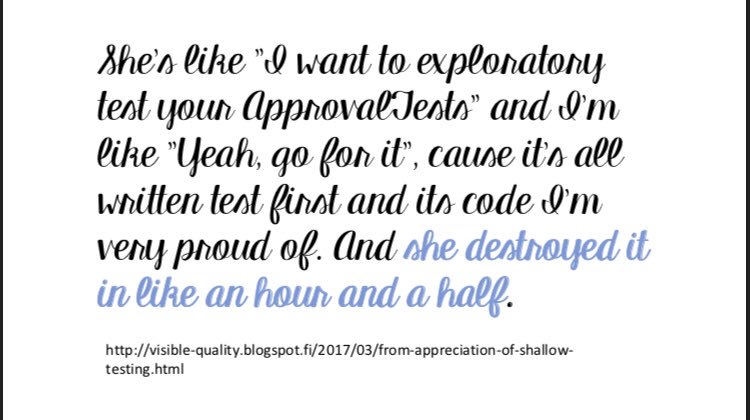 She's like "I want to exploratory
test your ApprovalTests" and I'm
like "Yeah, go for it", cause it's all
written test first and its code I'm
very proud of. And she destroyed it
in like an hour and a half.
http://visible-quality.blogspot.fi/2017/03/from-appreciation-of-shallow-
testing.html